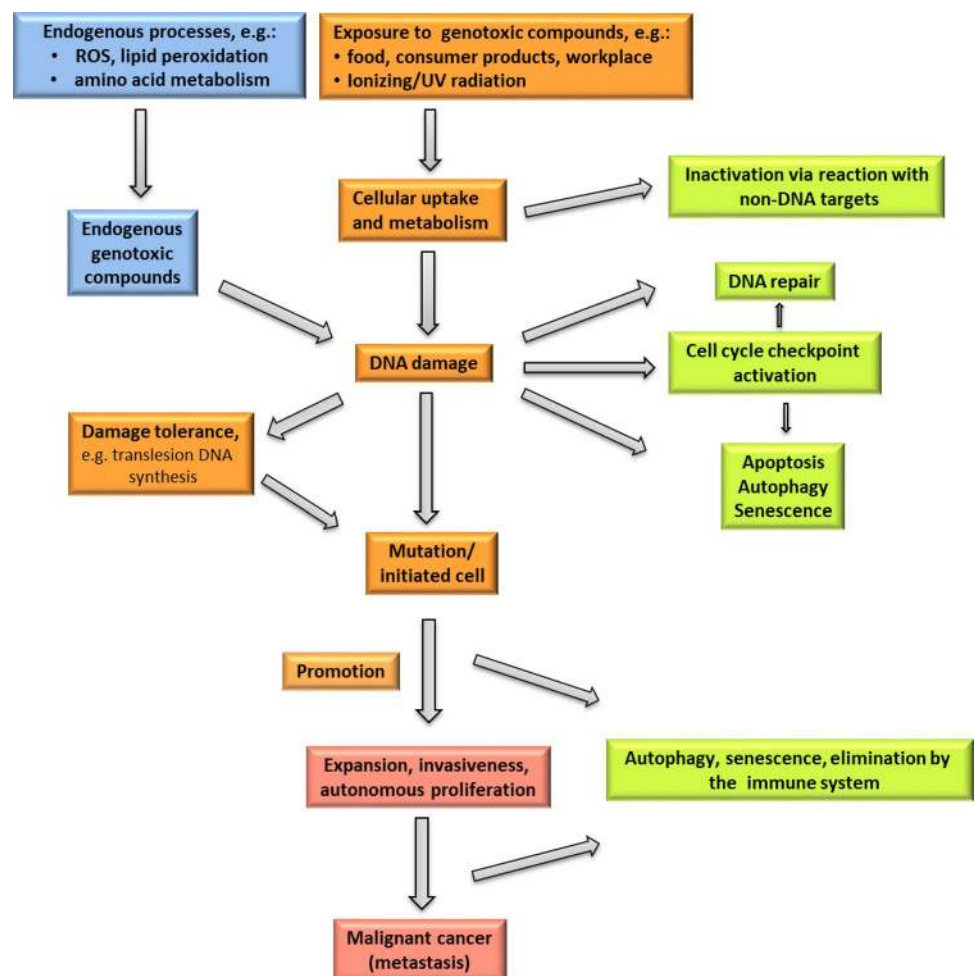 Endogenous processes, e.g.:
• ROS, lipid peroxidation
• amino acid metabolism
Exposure to genotoxic compounds, e.g.:
• food, consumer products, workplace
• Ionizing/UV radiation
Cellular uptake
and metabolism
Inactivation via reaction with
non-DNA targets
Endogenous
genotoxic
compounds
DNA repair
DNA damage
Cell cycle checkpoint
activation
Damage tolerance,
e.g. translesion DNA
synthesis
Apoptosis
Autophagy
Senescence
Mutation/
initiated cell
Promotion
Expansion, invasiveness,
autonomous proliferation
Autophagy, senescence, elimination by
the immune system
Malignant cancer
(metastasis)